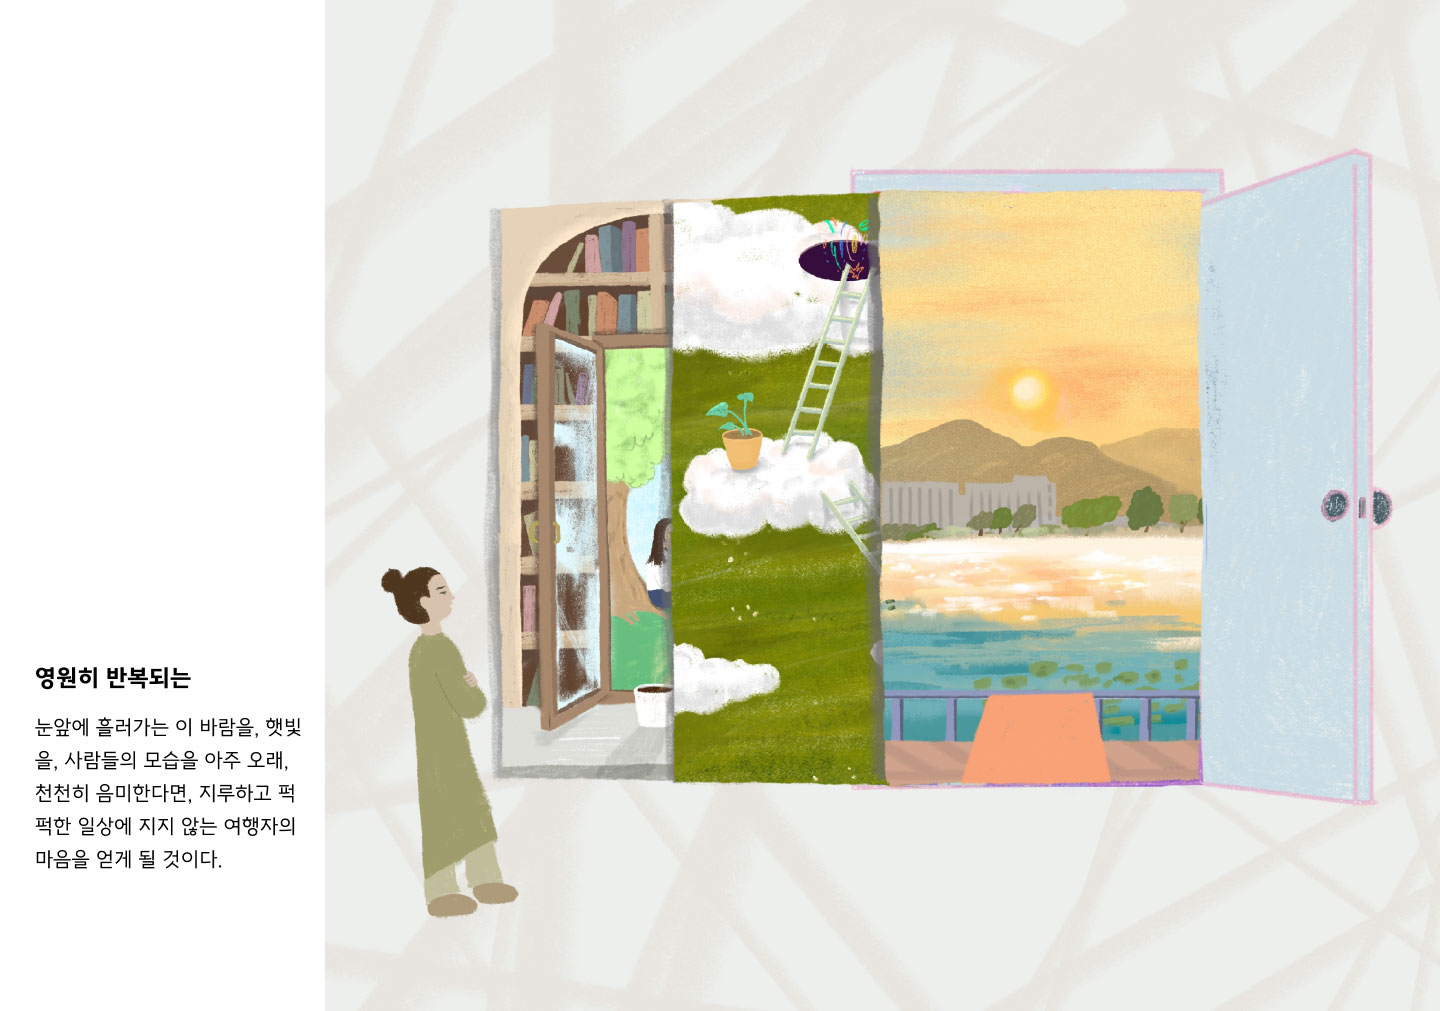 영원히 반복되는
눈앞에 흘러가는 이 바람을, 햇빛
을, 사람들의 모습을 아주 오래,
천천히 음미한다면, 지루하고 퍽
퍽한 일상에 지지 않는 여행자의
마음을 얻게 될 것이다.